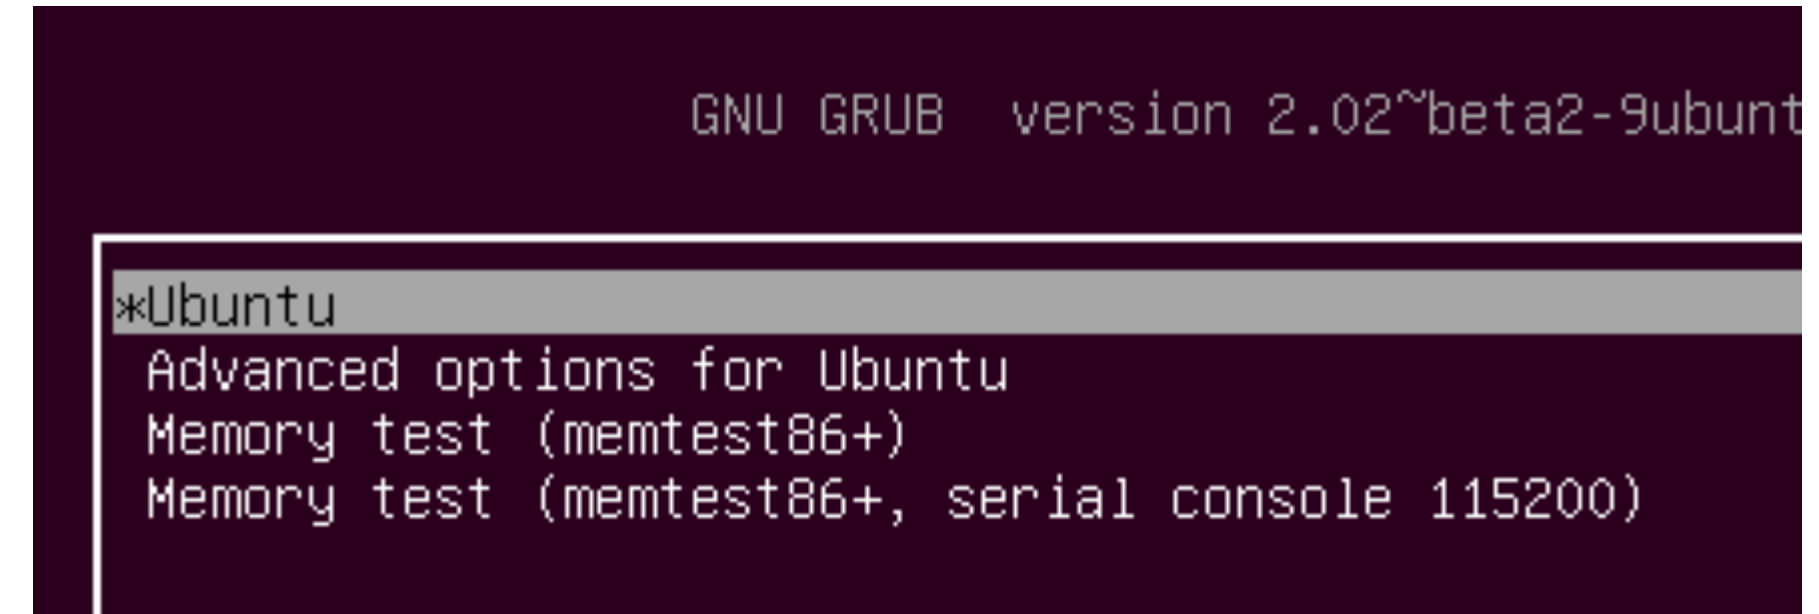 GNU GRUB  version 2.02~beta2-9ubunt
*Ubuntu
Advanced options for Ubuntu
Memory test (memtest86+)
Memory test (memtest86+, serial console 115200)